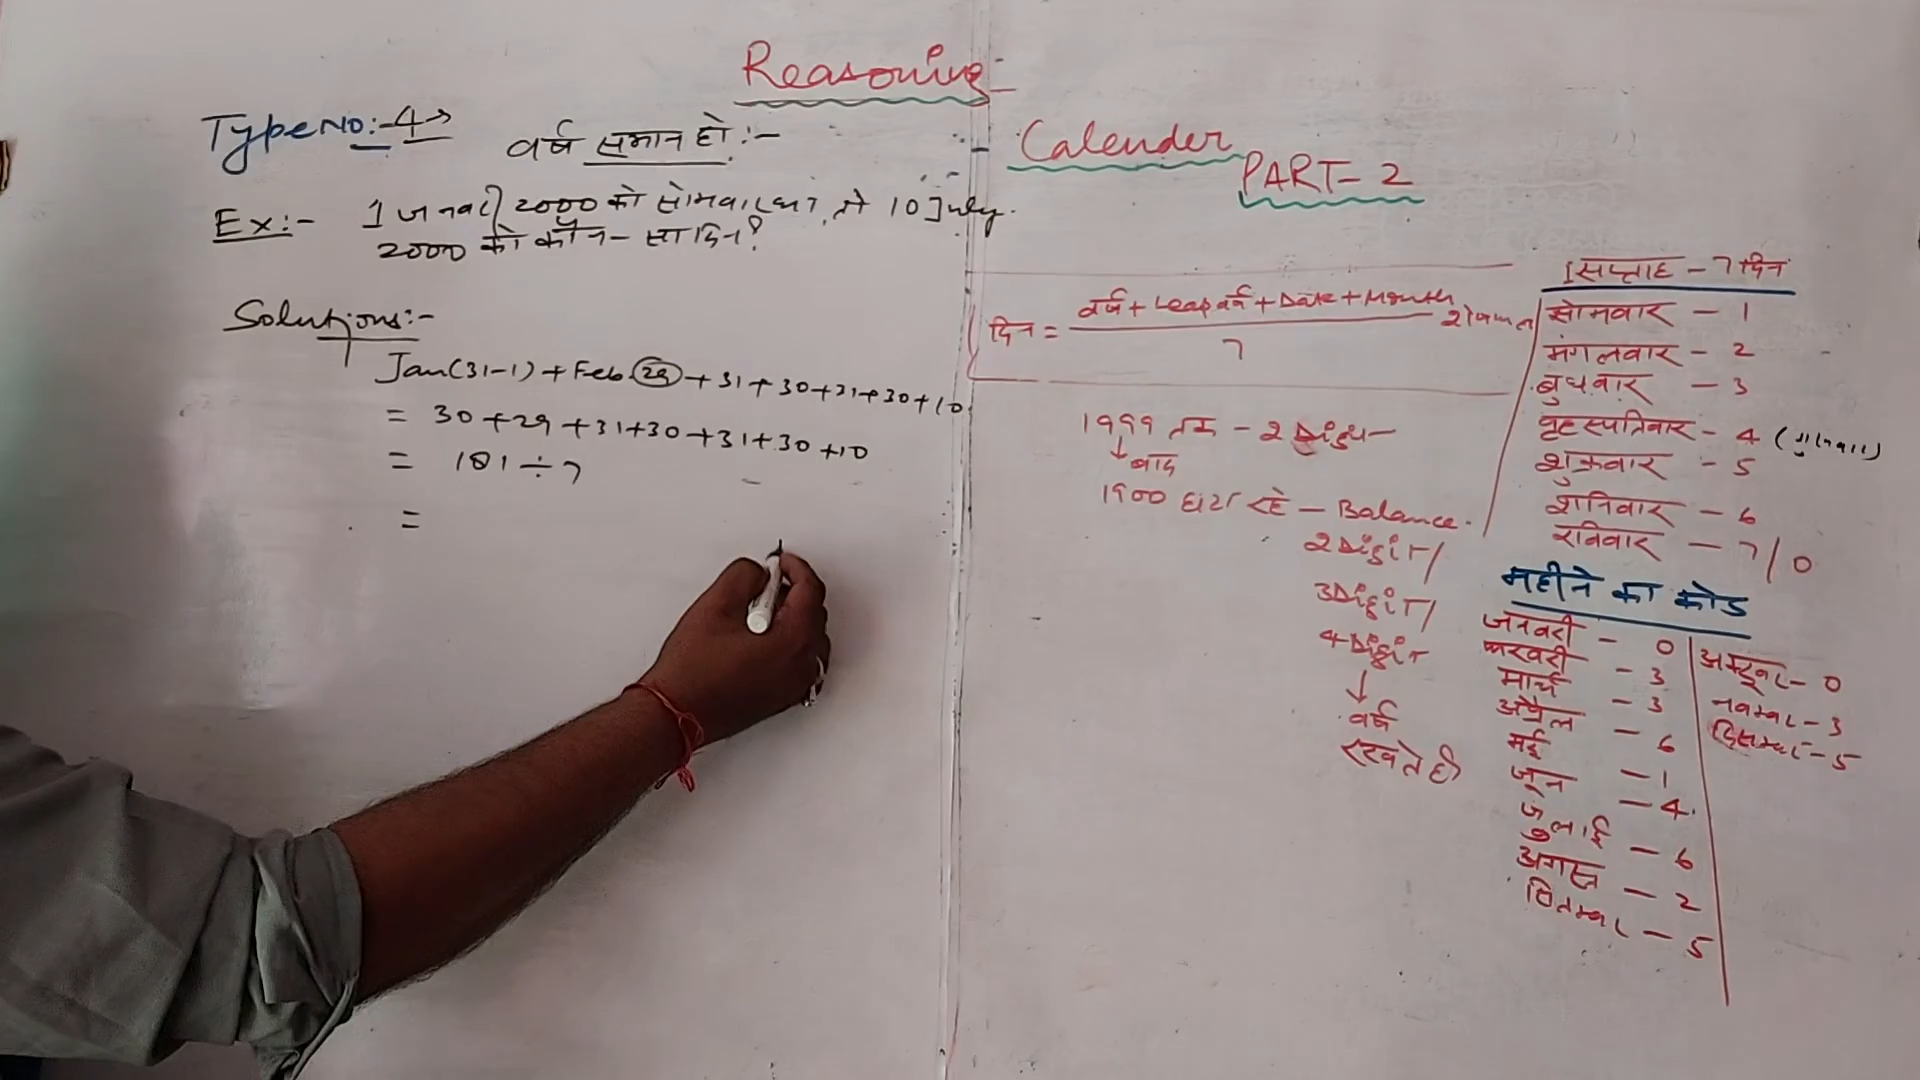 Reasoning
Type No:-4→
वर्ष समान हो:-
Calender
PART-2
Ex:- 1 जनवरी 2000 को सोमवार था, तो 10 July
2000 को कौन-सा दिन?
Solutions:-
Jan(31-1)+Feb(29)+31+30+31+30+10
= 30+29+31+30+31+30+10
= 191÷7
=
दिन = वर्ष+Leap वर्ष+Date+Month
7
1999 तक - 2 Digit
↓ बाद
1900 घटा रहे - Balance.
2 Digit/
3 Digit/
4 Digit
↓
वर्ष
रखते ही
1 सप्ताह - 7 दिन
सोमवार - 1
मंगलवार - 2
बुधवार - 3
वृहस्पतिवार - 4 (गुरुवार)
शुक्रवार - 5
शनिवार - 6
रविवार - 7/0
महीने का कोड
जनवरी - 0
फरवरी - 3
मार्च - 3
अप्रैल - 6
मई - 1
जून - 4
जुलाई - 6
अगस्त - 2
सितम्बर - 5
अक्टूबर - 0
नवम्बर - 3
दिसम्बर - 5